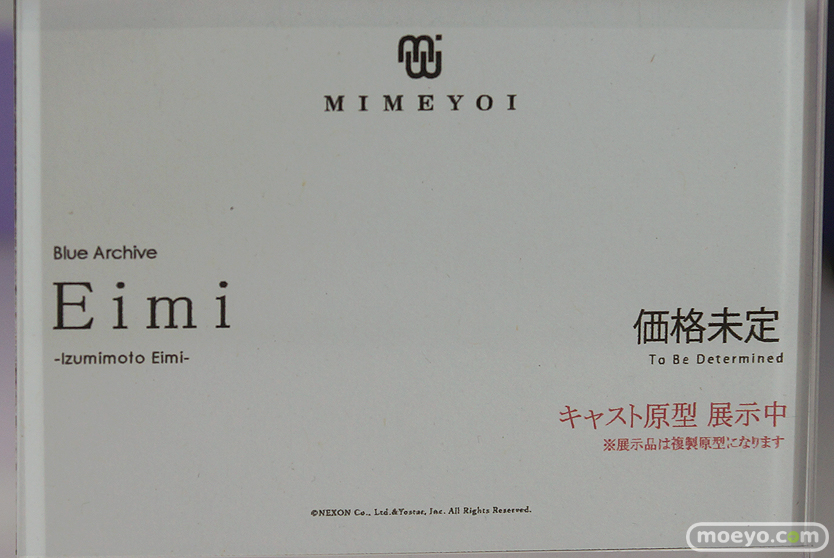 mi
MIMEYOI
Blue Archive
Eimi
-Izumimoto Eimi-
価格未定
To Be Determined
キャスト原型 展示中
※展示品は複製原型になります
©NEXON Co., Ltd.&Yostar, Inc. All Rights Reserved.
moeyo.com